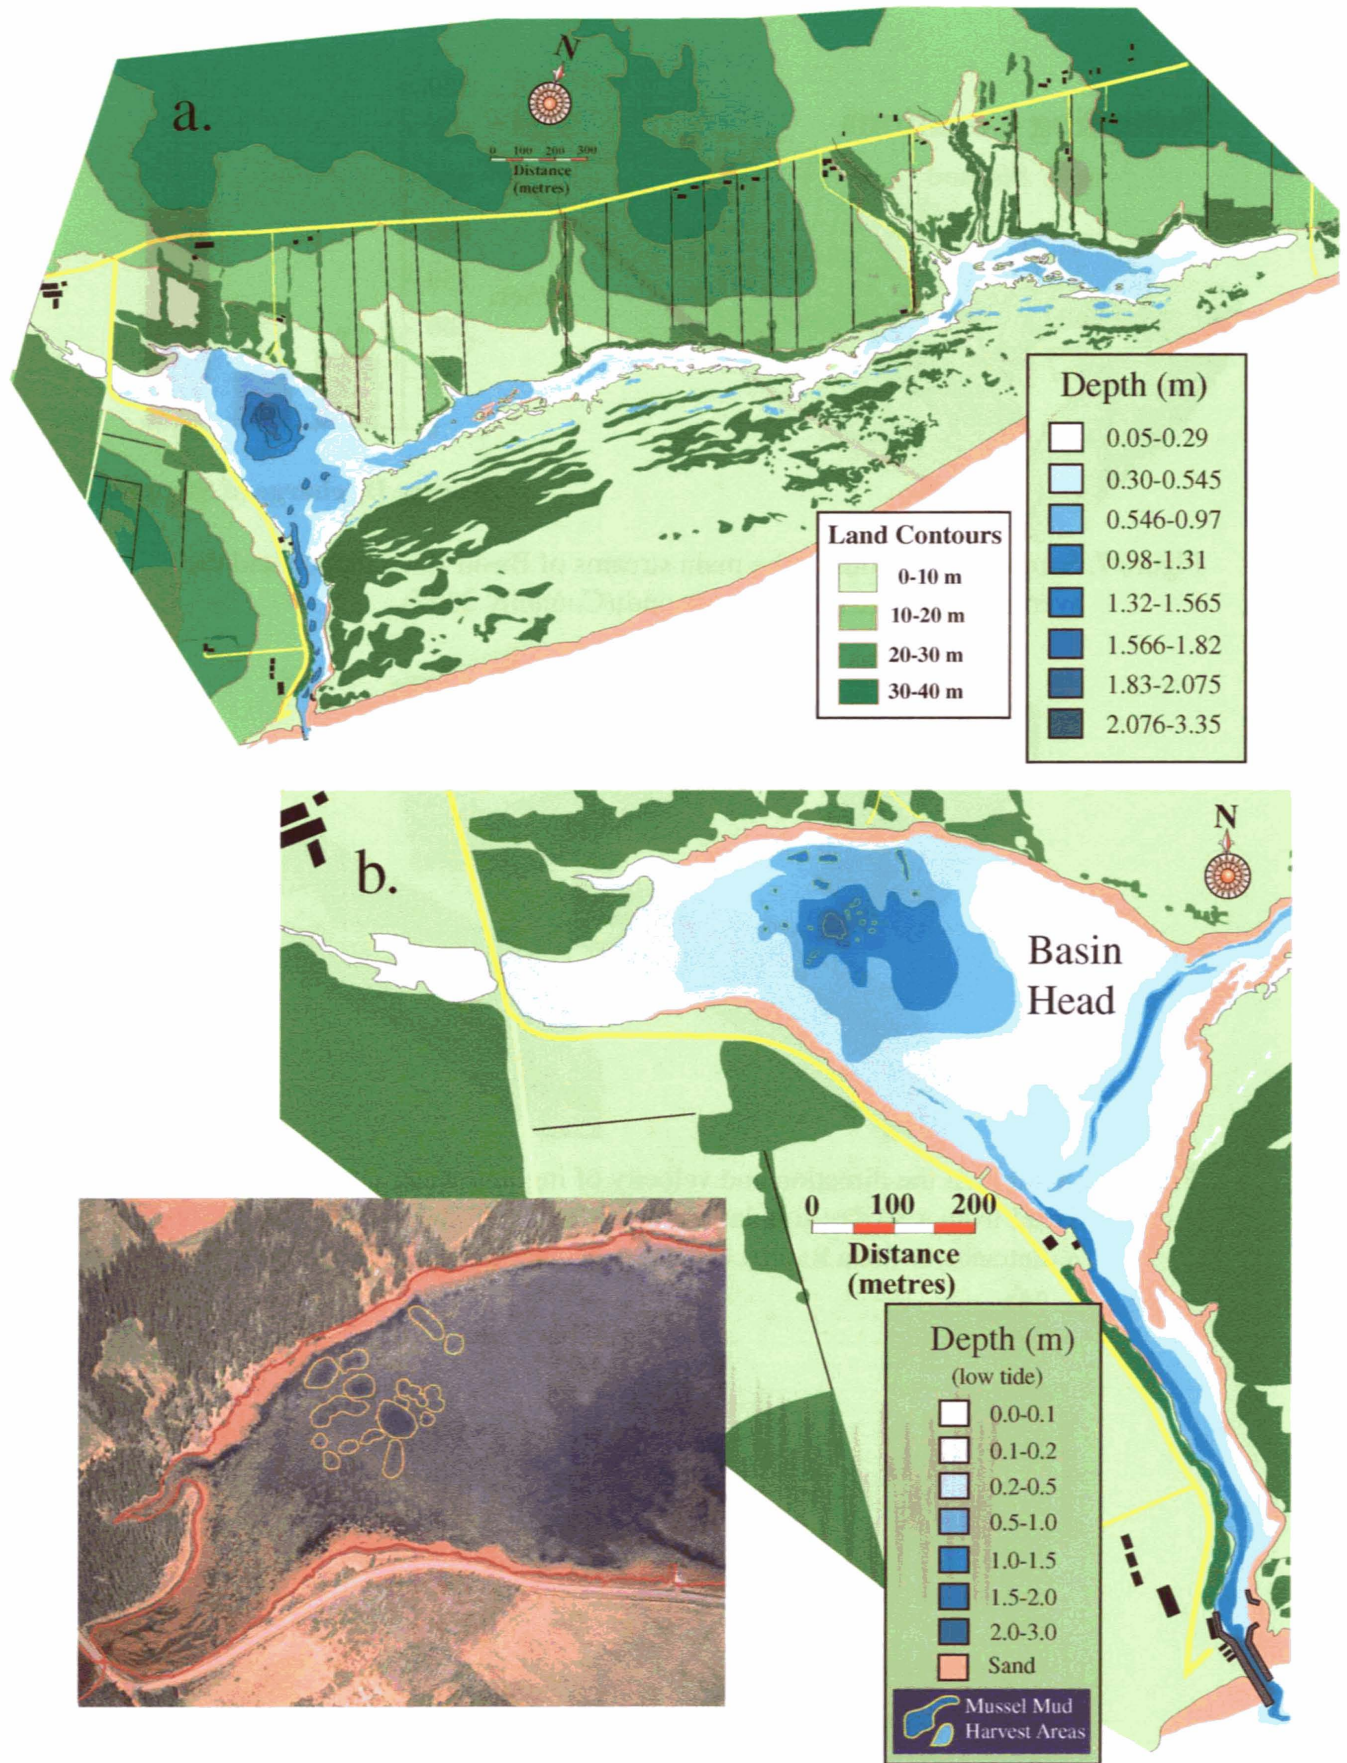 a.
N
0 100 200 300
Distance
(metres)
Depth (m)
0.05-0.29
0.30-0.545
0.546-0.97
0.98-1.31
1.32-1.565
1.566-1.82
1.83-2.075
2.076-3.35
Land Contours
0-10 m
10-20 m
20-30 m
30-40 m
b.
N
Basin
Head
0 100 200
Distance
(metres)
Depth (m)
(low tide)
0.0-0.1
0.1-0.2
0.2-0.5
0.5-1.0
1.0-1.5
1.5-2.0
2.0-3.0
Sand
Mussel Mud
Harvest Areas